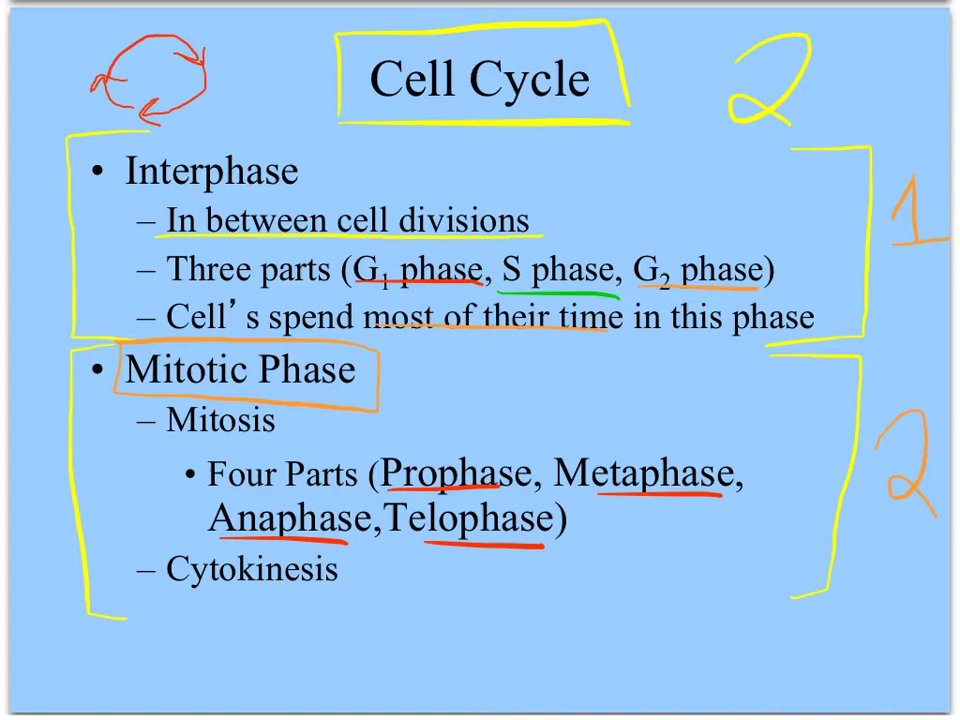 Cell Cycle 2
• Interphase
– In between cell divisions
– Three parts (G₁ phase, S phase, G₂ phase) 1
– Cell’s spend most of their time in this phase
• Mitotic Phase
– Mitosis
• Four Parts (Prophase, Metaphase, 2
Anaphase,Telophase)
– Cytokinesis